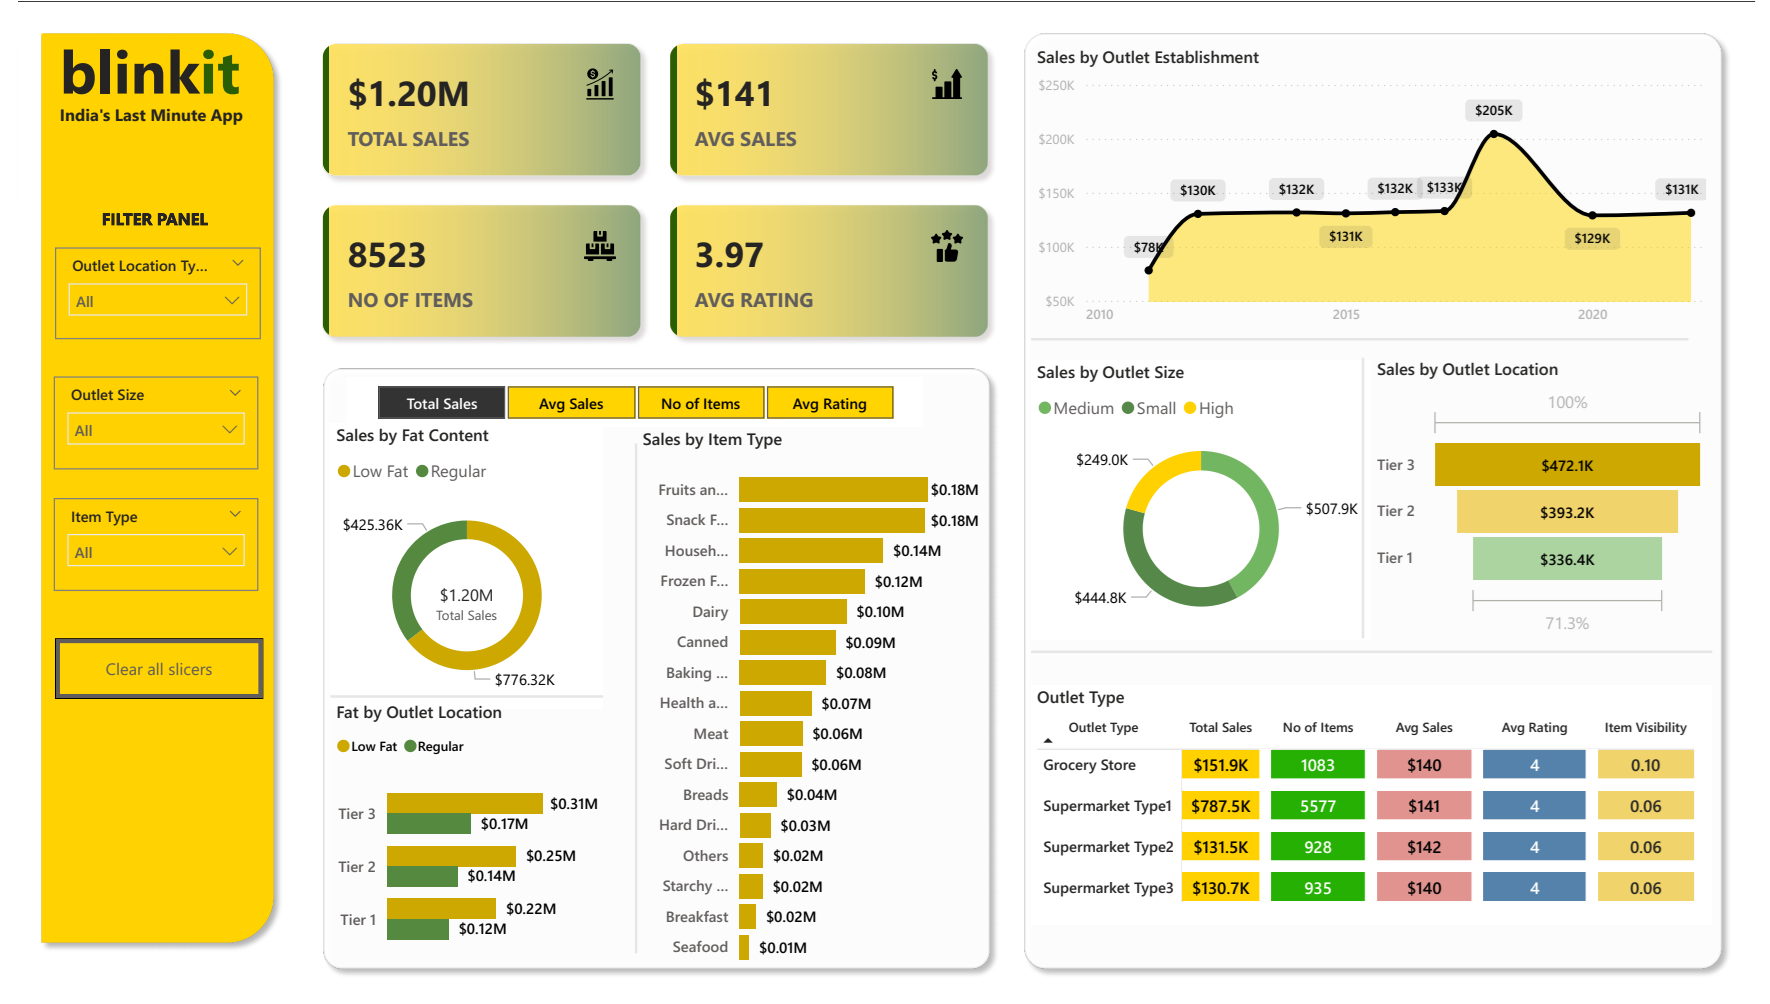 blinkit
India's Last Minute App
FILTER PANEL
Outlet Location Ty...
All
Outlet Size
All
Item Type
All
Clear all slicers
$1.20M
TOTAL SALES
$141
AVG SALES
8523
NO OF ITEMS
3.97
AVG RATING
Total Sales Avg Sales No of Items Avg Rating
Sales by Fat Content
Low Fat Regular
$425.36K
$1.20M
Total Sales
$776.32K
Fat by Outlet Location
Low Fat Regular
Tier 3 $0.31M
$0.17M
Tier 2 $0.25M
$0.14M
Tier 1 $0.22M
$0.12M
Sales by Item Type
Fruits an... $0.18M
Snack F... $0.18M
Househ... $0.14M
Frozen F... $0.12M
Dairy $0.10M
Canned $0.09M
Baking ... $0.08M
Health a... $0.07M
Meat $0.06M
Soft Dri... $0.06M
Breads $0.04M
Hard Dri... $0.03M
Others $0.02M
Starchy ... $0.02M
Breakfast $0.02M
Seafood $0.01M
Sales by Outlet Establishment
$250K
$200K
$150K
$100K
$50K
$78K $130K $132K $131K $132K $133K $205K $129K $131K
2010 2015 2020
Sales by Outlet Size
Medium Small High
$249.0K
$507.9K
$444.8K
Sales by Outlet Location
100%
Tier 3 $472.1K
Tier 2 $393.2K
Tier 1 $336.4K
71.3%
Outlet Type
Outlet Type Total Sales No of Items Avg Sales Avg Rating Item Visibility
Grocery Store $151.9K 1083 $140 4 0.10
Supermarket Type1 $787.5K 5577 $141 4 0.06
Supermarket Type2 $131.5K 928 $142 4 0.06
Supermarket Type3 $130.7K 935 $140 4 0.06